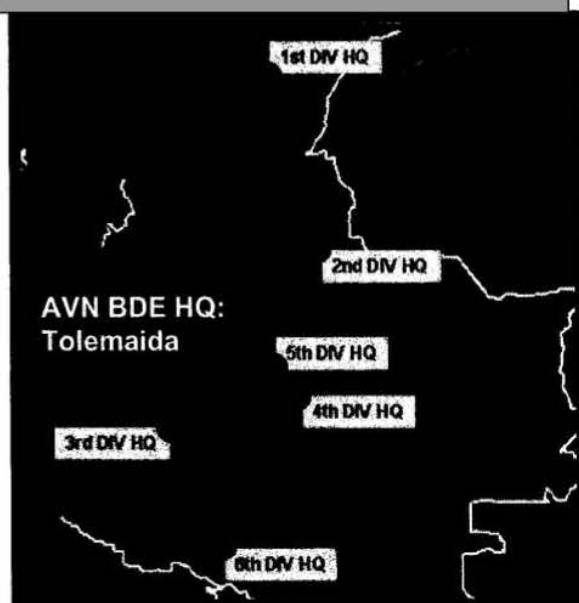 1st DIV HQ
2nd DIV HQ
AVN BDE HQ:
Tolemaida
5th DIV HQ
4th DIV HQ
3rd DIV HQ
6th DIV HQ